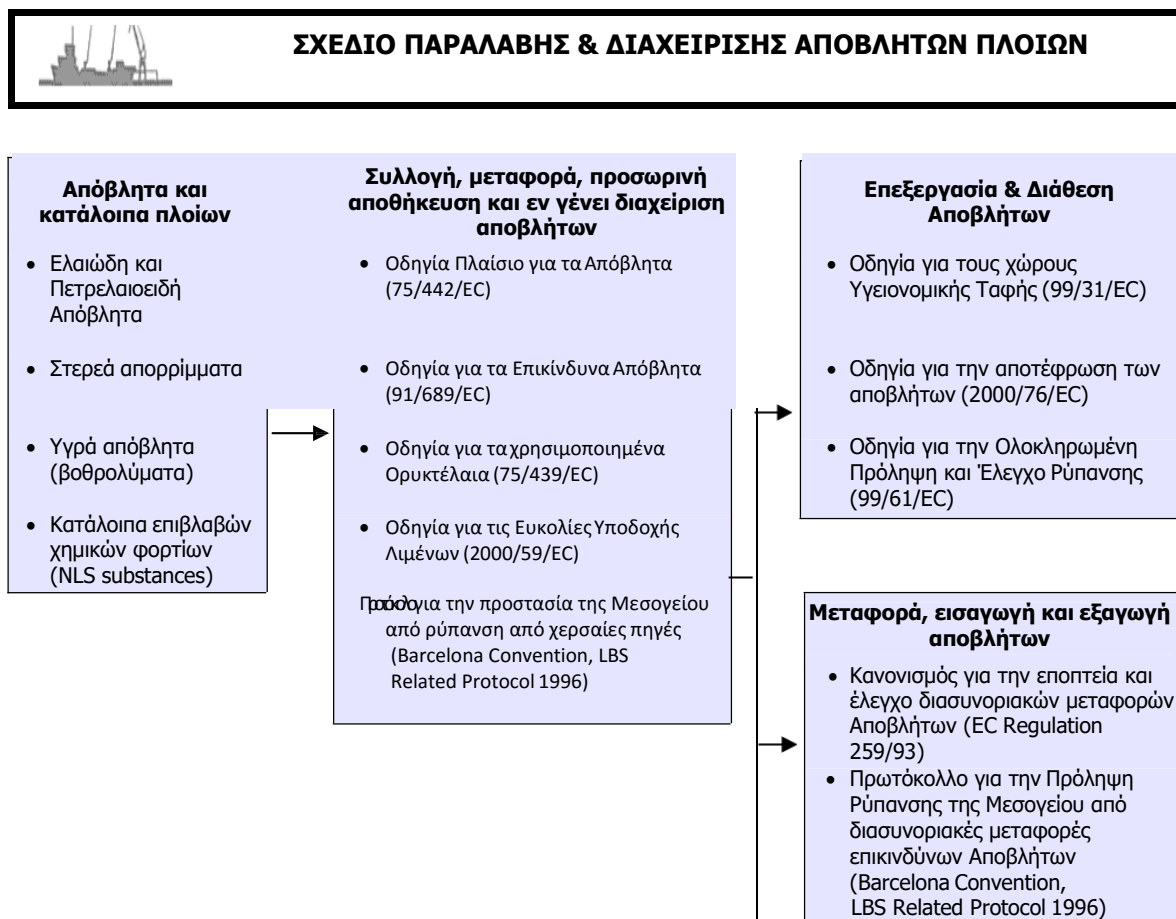 ΣΧΕΔΙΟ ΠΑΡΑΛΑΒΗΣ & ΔΙΑΧΕΙΡΙΣΗΣ ΑΠΟΒΛΗΤΩΝ ΠΛΟΙΩΝ
Απόβλητα και
κατάλοιπα πλοίων
• Ελαιώδη και
Πετρελαιοειδή
Απόβλητα
• Στερεά απορρίμματα
• Υγρά απόβλητα
(βοθρολύματα)
• Κατάλοιπα επιβλαβών
χημικών φορτίων
(NLS substances)
Συλλογή, μεταφορά, προσωρινή
αποθήκευση και εν γένει διαχείριση
αποβλήτων
• Οδηγία Πλαίσιο για τα Απόβλητα
(75/442/EC)
• Οδηγία για τα Επικίνδυνα Απόβλητα
(91/689/EC)
• Οδηγία για τα χρησιμοποιημένα
Ορυκτέλαια (75/439/EC)
• Οδηγία για τις Ευκολίες Υποδοχής
Λιμένων (2000/59/EC)
για την προστασία της Μεσογείου
από ρύπανση από χερσαίες πηγές
(Barcelona Convention, LBS
Related Protocol 1996)
Επεξεργασία & Διάθεση
Αποβλήτων
• Οδηγία για τους χώρους
Υγειονομικής Ταφής (99/31/EC)
• Οδηγία για την αποτέφρωση των
αποβλήτων (2000/76/EC)
• Οδηγία για την Ολοκληρωμένη
Πρόληψη και Έλεγχο Ρύπανσης
(99/61/EC)
Μεταφορά, εισαγωγή και εξαγωγή
αποβλήτων
• Κανονισμός για την εποπτεία και
έλεγχο διασυνοριακών μεταφορών
Αποβλήτων (EC Regulation
259/93)
• Πρωτόκολλο για την Πρόληψη
Ρύπανσης της Μεσογείου από
διασυνοριακές μεταφορές
επικινδύνων Αποβλήτων
(Barcelona Convention,
LBS Related Protocol 1996)